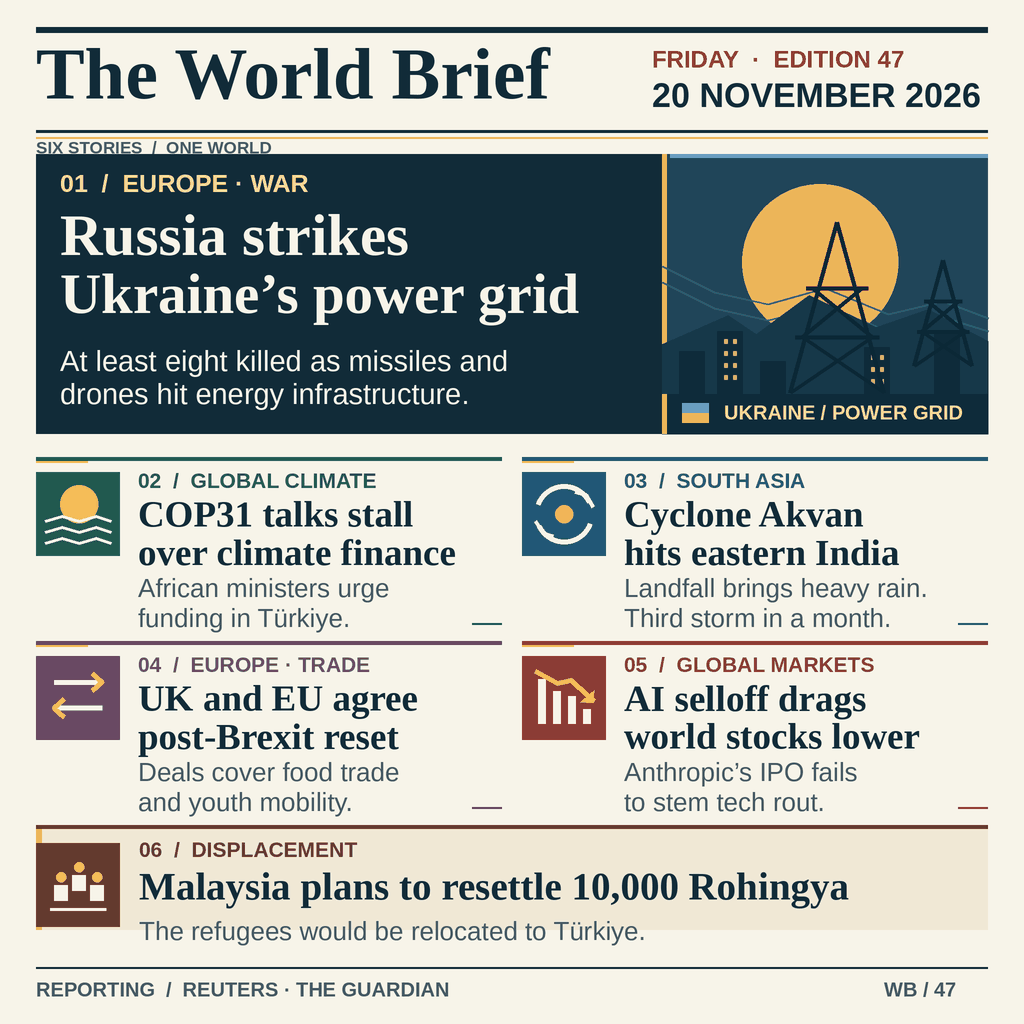 The World Brief
FRIDAY · EDITION 47
20 NOVEMBER 2026
SIX STORIES / ONE WORLD
01 / EUROPE · WAR
Russia strikes
Ukraine’s power grid
At least eight killed as missiles and
drones hit energy infrastructure.
UKRAINE / POWER GRID
02 / GLOBAL CLIMATE
COP31 talks stall
over climate finance
African ministers urge
funding in Türkiye.
03 / SOUTH ASIA
Cyclone Akvan
hits eastern India
Landfall brings heavy rain.
Third storm in a month.
04 / EUROPE · TRADE
UK and EU agree
post-Brexit reset
Deals cover food trade
and youth mobility.
05 / GLOBAL MARKETS
AI selloff drags
world stocks lower
Anthropic’s IPO fails
to stem tech rout.
06 / DISPLACEMENT
Malaysia plans to resettle 10,000 Rohingya
The refugees would be relocated to Türkiye.
REPORTING / REUTERS · THE GUARDIAN
WB / 47